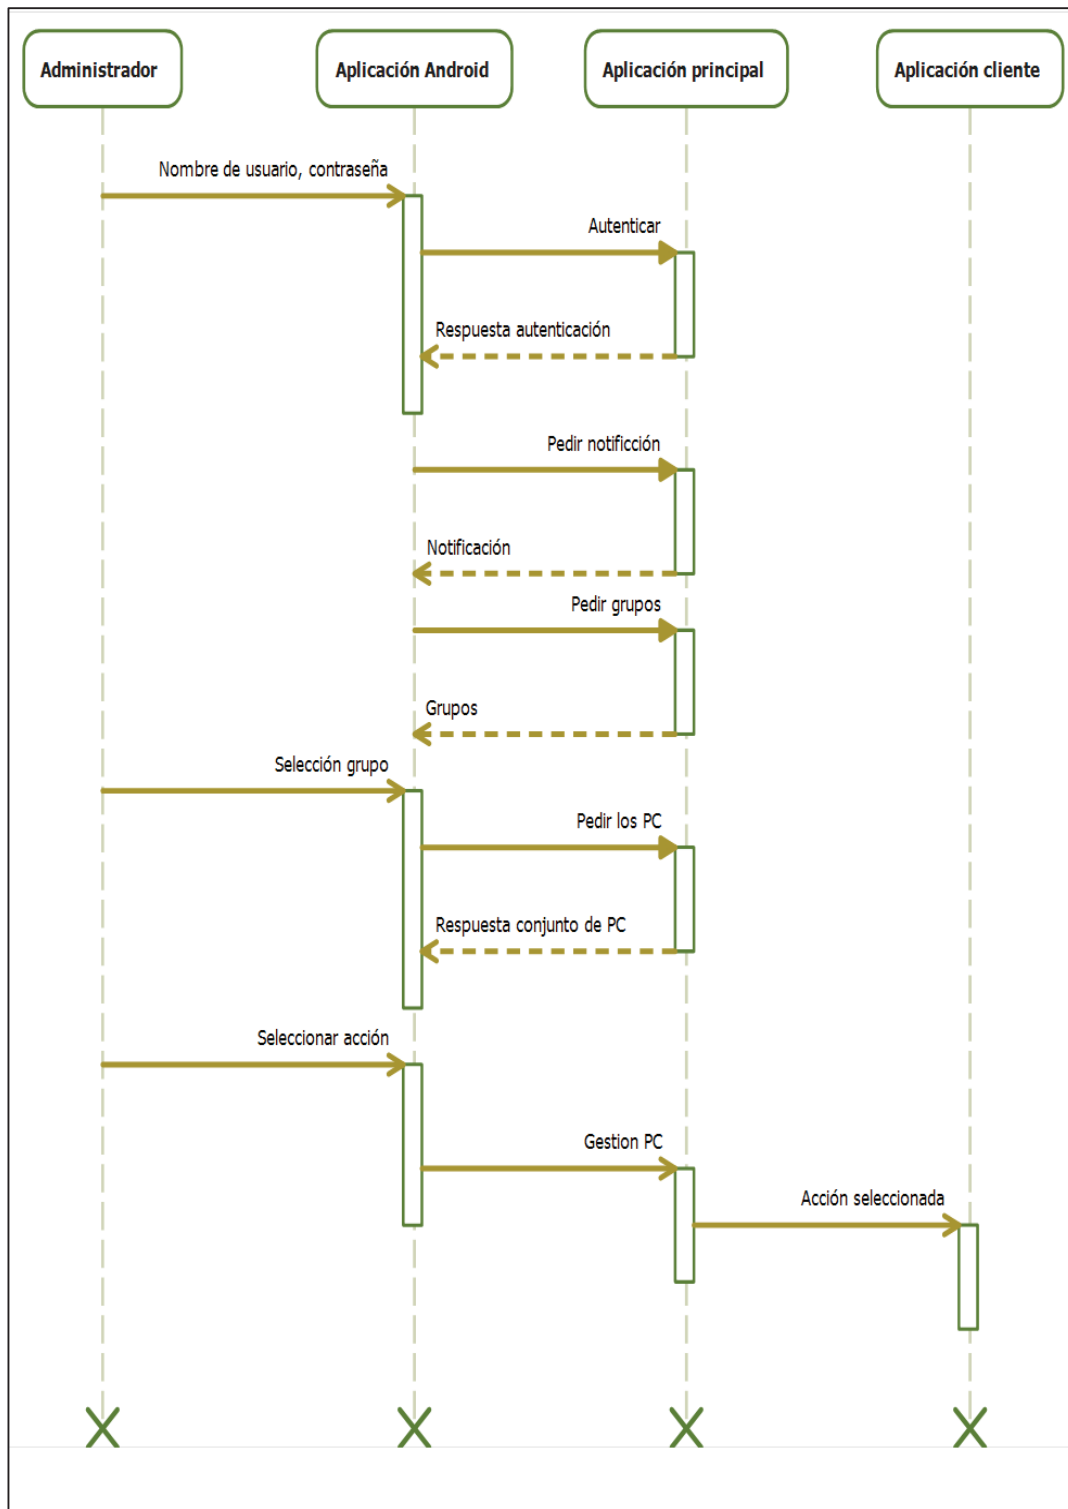 Administrador
Aplicación Android
Aplicación principal
Aplicación cliente
Nombre de usuario, contraseña
Autenticar
Respuesta autenticación
Pedir notificción
Notificación
Pedir grupos
Grupos
Selección grupo
Pedir los PC
Respuesta conjunto de PC
Seleccionar acción
Gestion PC
Acción seleccionada